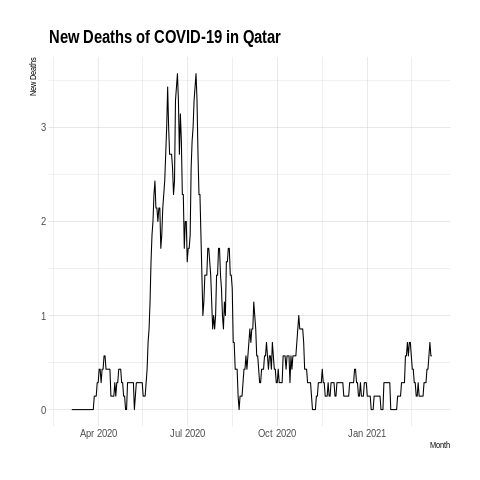 New Deaths of COVID-19 in Qatar
New Deaths
3
2
1
0
Apr 2020 Jul 2020 Oct 2020 Jan 2021
Month